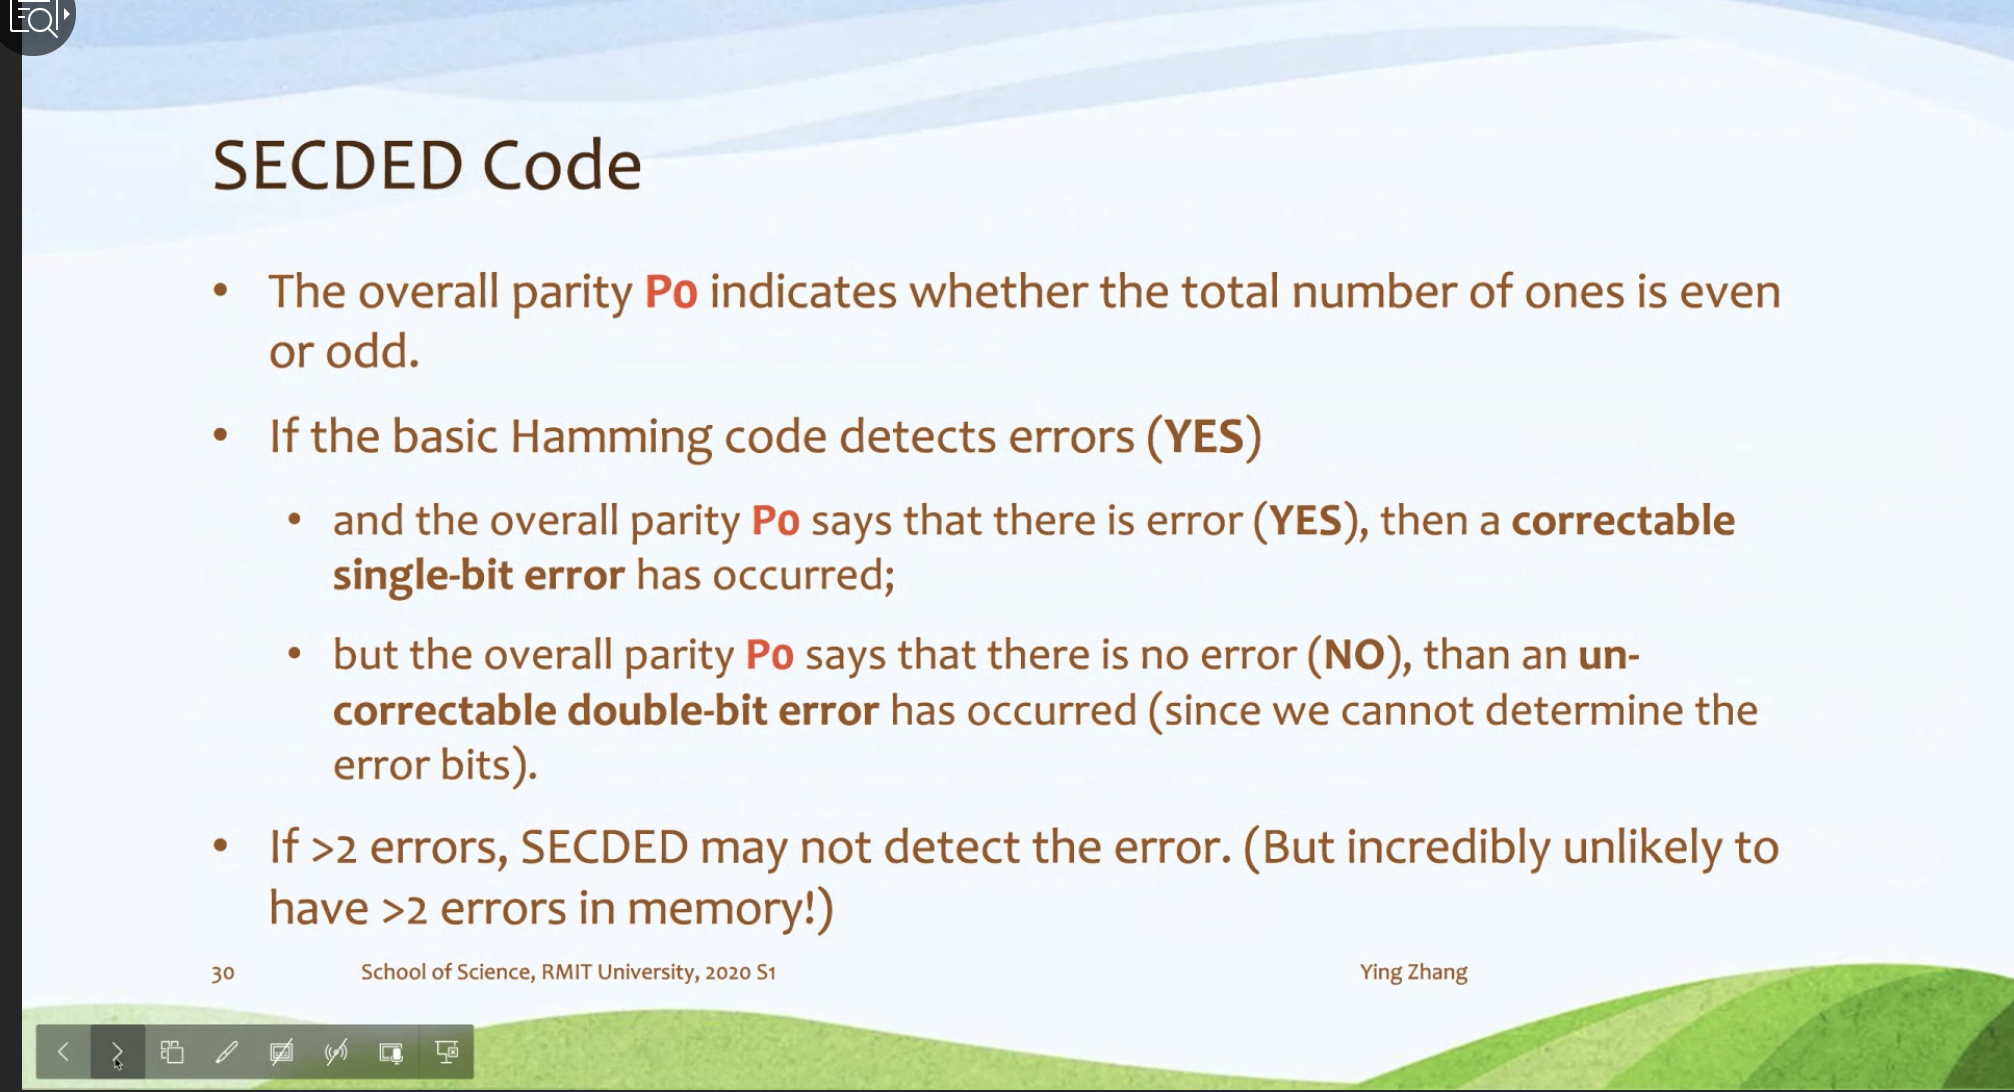 SECDED Code
• The overall parity P0 indicates whether the total number of ones is even
or odd.
• If the basic Hamming code detects errors (YES)
• and the overall parity P0 says that there is error (YES), then a correctable
single-bit error has occurred;
• but the overall parity P0 says that there is no error (NO), than an un-
correctable double-bit error has occurred (since we cannot determine the
error bits).
• If >2 errors, SECDED may not detect the error. (But incredibly unlikely to
have >2 errors in memory!)
30 School of Science, RMIT University, 2020 S1 Ying Zhang